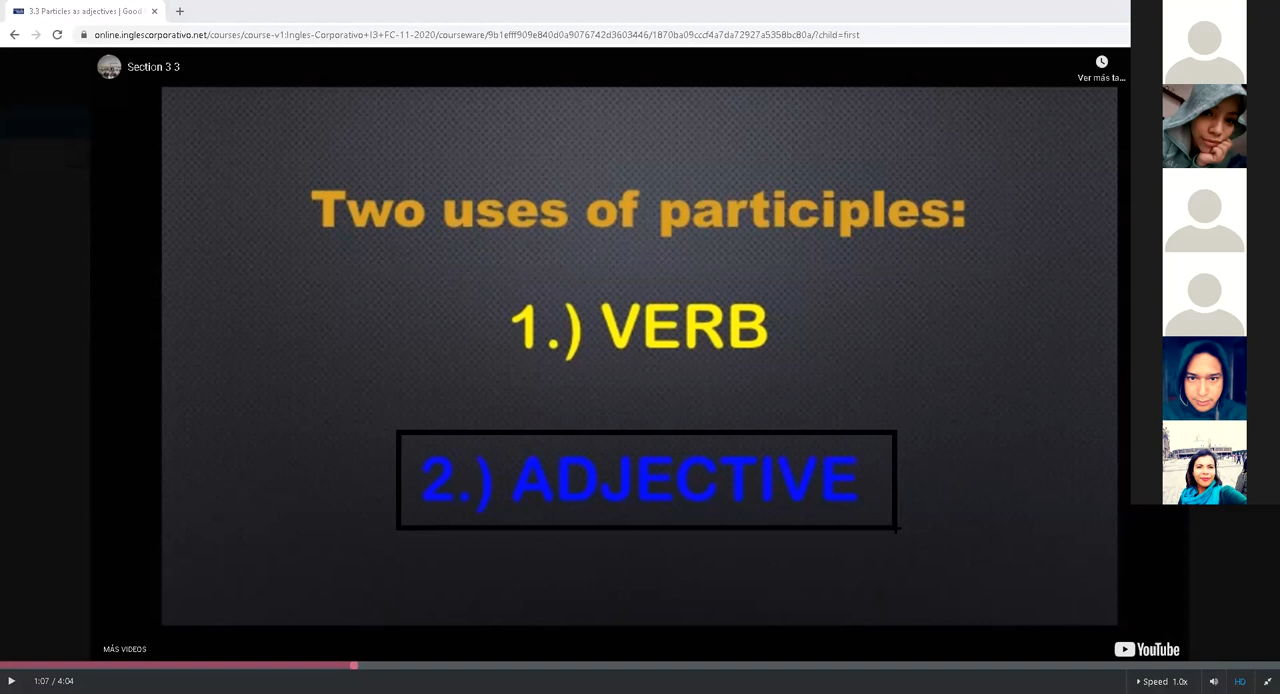 3.3 Particles as adjectives | Good
online.inglescorporativo.net/courses/course-v1:Ingles-Corporativo+I3+FC-11-2020/courseware/9b1efff909e840d0a9076742d3603446/1870ba09cccf4a7da72927a5358bc80a/?child=first
Section 3 3
Ver más ta...
Two uses of participles:
1.) VERB
2.) ADJECTIVE
MÁS VIDEOS
YouTube
1:07 / 4:04
Speed 1.0x
HD